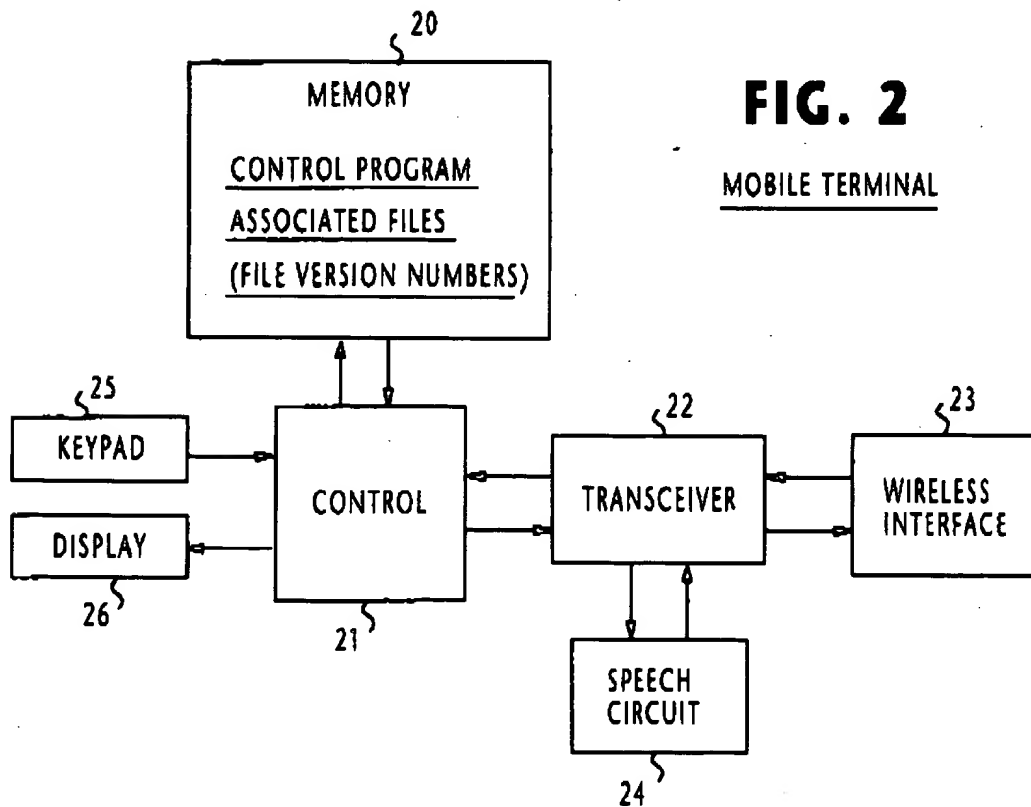 20
MEMORY
CONTROL PROGRAM
ASSOCIATED FILES
(FILE VERSION NUMBERS)
FIG. 2
MOBILE TERMINAL
25
KEYPAD
DISPLAY
26
CONTROL
21
22
TRANSCEIVER
23
WIRELESS
INTERFACE
SPEECH
CIRCUIT
24